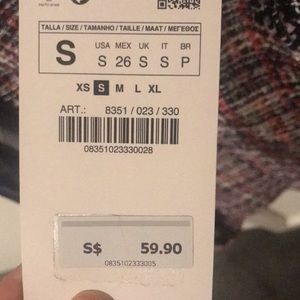 TALLA / SIZE / TAMANHO / TAILLE / MAAT / ΜΕΓΕΘΟΣ
S
USA MEX UK IT BR
S 26 S S P
XS S M L XL
ART.: 8351 / 023 / 330
08351023330028
S$ 59.90
0835102333005